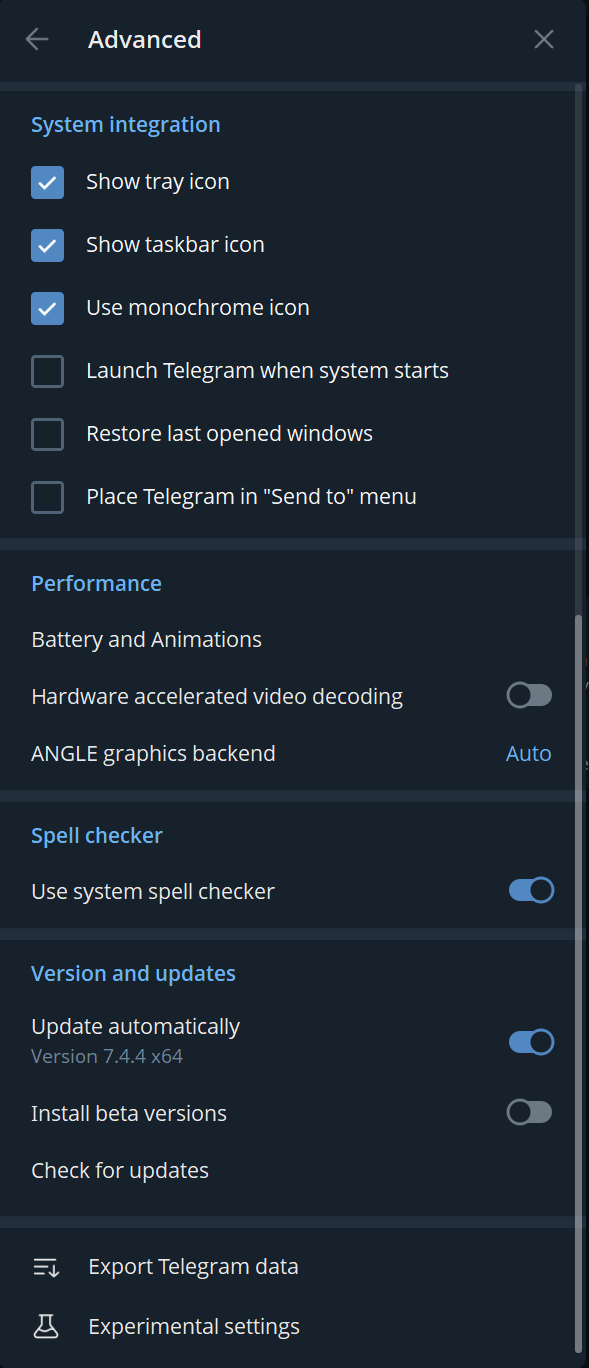 Advanced
System integration
Show tray icon
Show taskbar icon
Use monochrome icon
Launch Telegram when system starts
Restore last opened windows
Place Telegram in "Send to" menu
Performance
Battery and Animations
Hardware accelerated video decoding
ANGLE graphics backend Auto
Spell checker
Use system spell checker
Version and updates
Update automatically
Version 7.4.4 x64
Install beta versions
Check for updates
Export Telegram data
Experimental settings